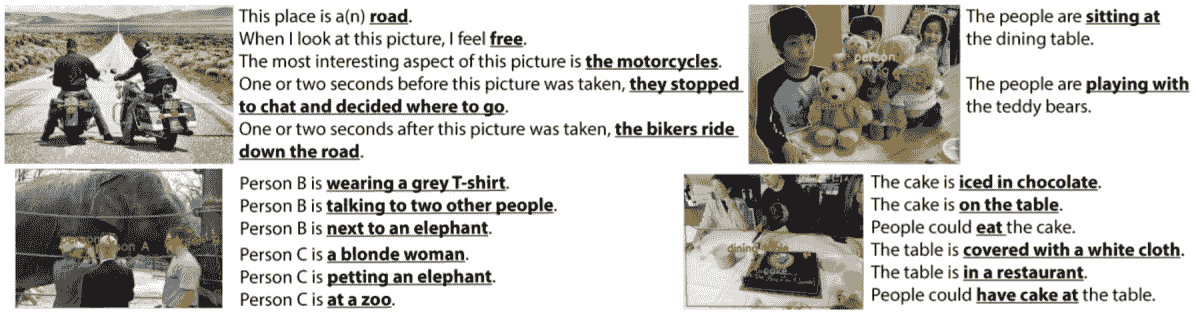 This place is a(n) road.
When I look at this picture, I feel free.
The most interesting aspect of this picture is the motorcycles.
One or two seconds before this picture was taken, they stopped
to chat and decided where to go.
One or two seconds after this picture was taken, the bikers ride
down the road.
person
The people are sitting at
the dining table.
The people are playing with
the teddy bears.
A
Person B is wearing a grey T-shirt.
Person B is talking to two other people.
Person B is next to an elephant.
Person C is a blonde woman.
Person C is petting an elephant.
Person C is at a zoo.
dining
cake
The cake is iced in chocolate.
The cake is on the table.
People could eat the cake.
The table is covered with a white cloth.
The table is in a restaurant.
People could have cake at the table.